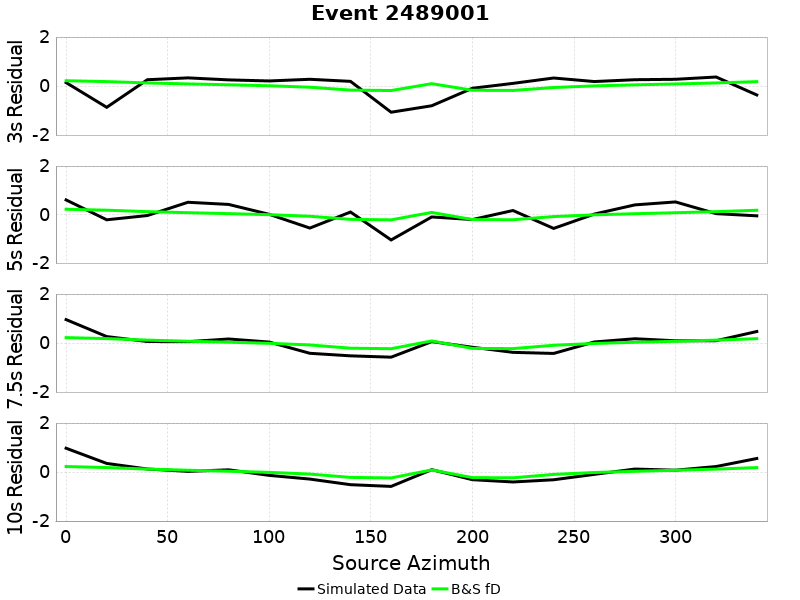 Event 2489001
3s Residual
2
0
-2
5s Residual
2
0
-2
7.5s Residual
2
0
-2
10s Residual
2
0
-2
0 50 100 150 200 250 300
Source Azimuth
Simulated Data B&S fD